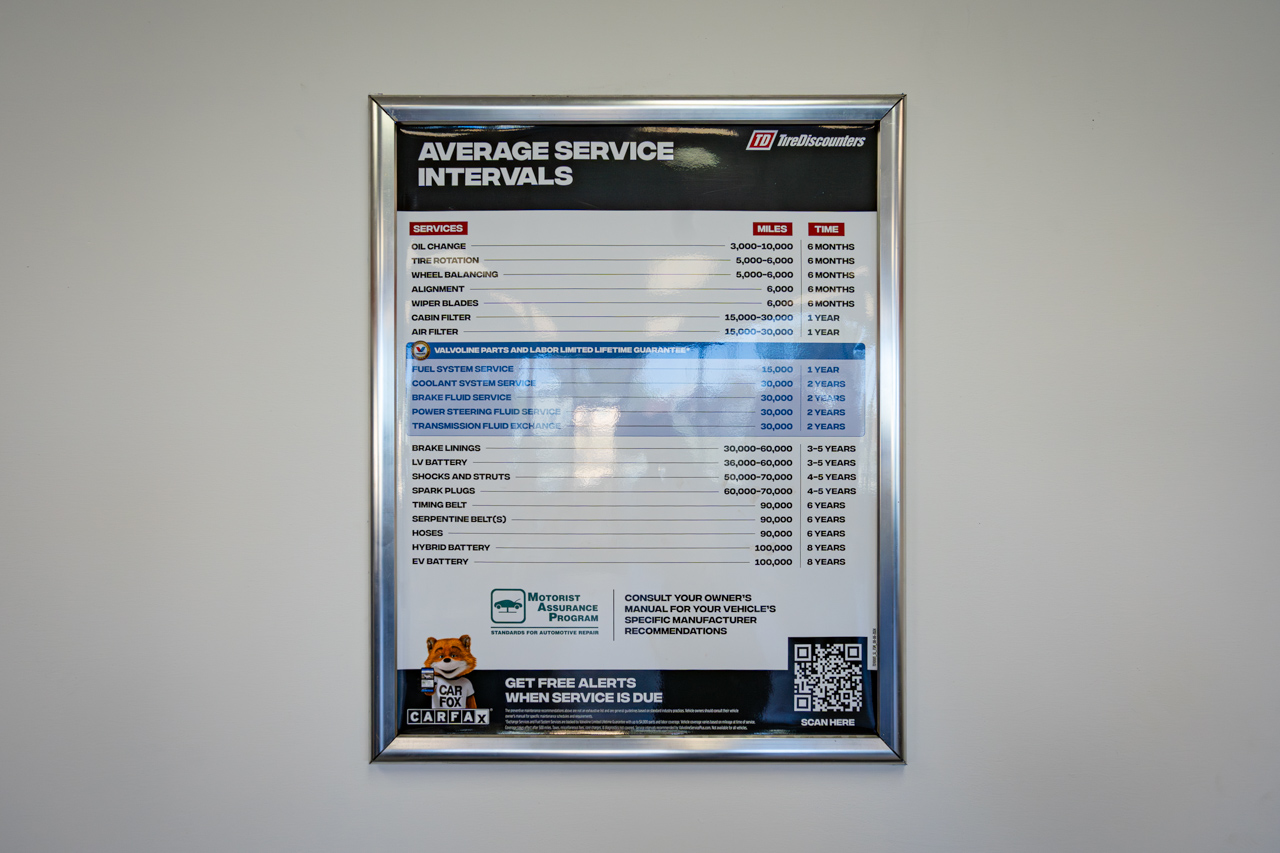 AVERAGE SERVICE
INTERVALS
TD TireDiscounters
SERVICES MILES TIME
OIL CHANGE 3,000-10,000 6 MONTHS
TIRE ROTATION 5,000-6,000 6 MONTHS
WHEEL BALANCING 5,000-6,000 6 MONTHS
ALIGNMENT 6,000 6 MONTHS
WIPER BLADES 6,000 6 MONTHS
CABIN FILTER 15,000-30,000 1 YEAR
AIR FILTER 15,000-30,000 1 YEAR
VALVOLINE PARTS AND LABOR LIMITED LIFETIME GUARANTEE*
FUEL SYSTEM SERVICE 15,000 1 YEAR
COOLANT SYSTEM SERVICE 30,000 2 YEARS
BRAKE FLUID SERVICE 30,000 2 YEARS
POWER STEERING FLUID SERVICE 30,000 2 YEARS
TRANSMISSION FLUID EXCHANGE 30,000 2 YEARS
BRAKE LININGS 30,000-60,000 3-5 YEARS
LV BATTERY 36,000-60,000 3-5 YEARS
SHOCKS AND STRUTS 50,000-70,000 4-5 YEARS
SPARK PLUGS 60,000-70,000 4-5 YEARS
TIMING BELT 90,000 6 YEARS
SERPENTINE BELT(S) 90,000 6 YEARS
HOSES 90,000 6 YEARS
HYBRID BATTERY 100,000 8 YEARS
EV BATTERY 100,000 8 YEARS
MOTORIST
ASSURANCE
PROGRAM
STANDARDS FOR AUTOMOTIVE REPAIR
CONSULT YOUR OWNER'S
MANUAL FOR YOUR VEHICLE'S
SPECIFIC MANUFACTURER
RECOMMENDATIONS
CAR
FOX
CARFAX
GET FREE ALERTS
WHEN SERVICE IS DUE
SCAN HERE